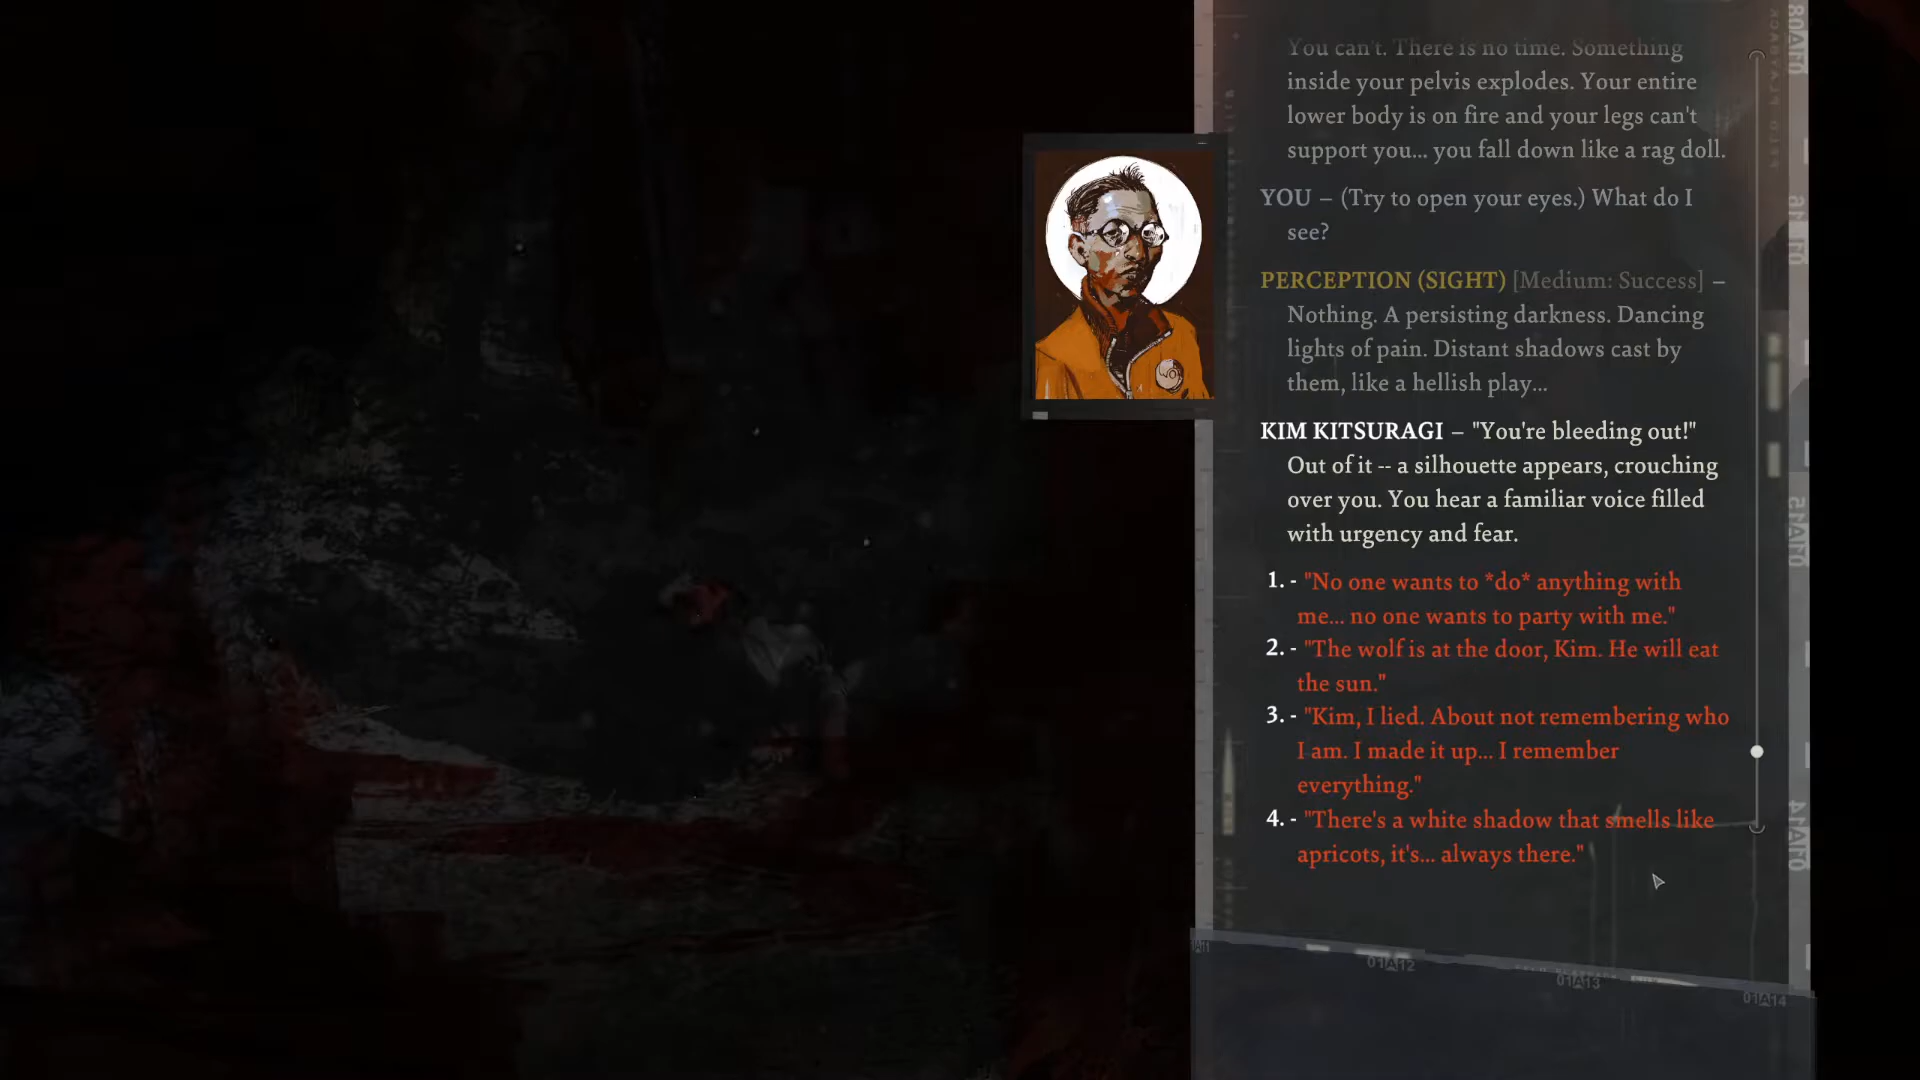 You can't. There is no time. Something
inside your pelvis explodes. Your entire
lower body is on fire and your legs can't
support you... you fall down like a rag doll.
YOU – (Try to open your eyes.) What do I
see?
PERCEPTION (SIGHT) [Medium: Success] –
Nothing. A persisting darkness. Dancing
lights of pain. Distant shadows cast by
them, like a hellish play...
KIM KITSURAGI – "You're bleeding out!"
Out of it -- a silhouette appears, crouching
over you. You hear a familiar voice filled
with urgency and fear.
1. - "No one wants to *do* anything with
me... no one wants to party with me."
2. - "The wolf is at the door, Kim. He will eat
the sun."
3. - "Kim, I lied. About not remembering who
I am. I made it up... I remember
everything."
4. - "There's a white shadow that smells like
apricots, it's... always there."
01A12
01A13
01A14